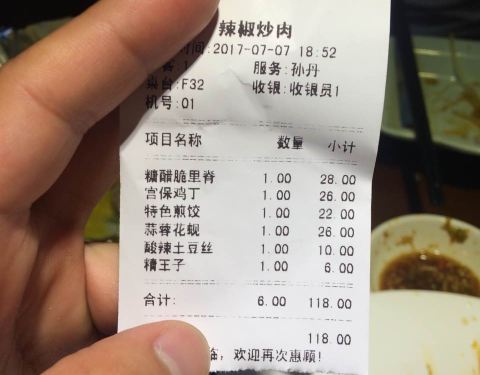 辣椒炒肉
时间:2017-07-07 18:52
服务:孙丹
桌台:F32 收银:收银员1
机号:01
项目名称 数量 小计
糖醋脆里脊 1.00 28.00
宫保鸡丁 1.00 26.00
特色煎饺 1.00 22.00
蒜蓉花蚬 1.00 26.00
酸辣土豆丝 1.00 10.00
糟王子 1.00 6.00
合计: 6.00 118.00
118.00
临，欢迎再次惠顾!